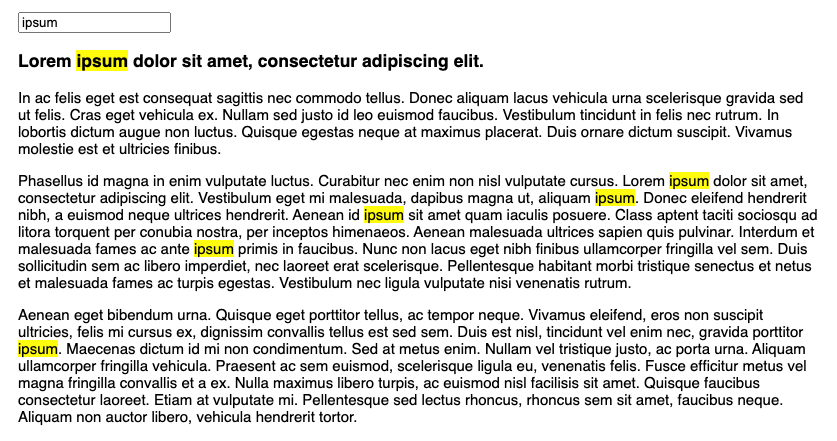 ipsum
Lorem ipsum dolor sit amet, consectetur adipiscing elit.
In ac felis eget est consequat sagittis nec commodo tellus. Donec aliquam lacus vehicula urna scelerisque gravida sed
ut felis. Cras eget vehicula ex. Nullam sed justo id leo euismod faucibus. Vestibulum tincidunt in felis nec rutrum. In
lobortis dictum augue non luctus. Quisque egestas neque at maximus placerat. Duis ornare dictum suscipit. Vivamus
molestie est et ultricies finibus.
Phasellus id magna in enim vulputate luctus. Curabitur nec enim non nisl vulputate cursus. Lorem ipsum dolor sit amet,
consectetur adipiscing elit. Vestibulum eget mi malesuada, dapibus magna ut, aliquam ipsum. Donec eleifend hendrerit
nibh, a euismod neque ultrices hendrerit. Aenean id ipsum sit amet quam iaculis posuere. Class aptent taciti sociosqu ad
litora torquent per conubia nostra, per inceptos himenaeos. Aenean malesuada ultrices sapien quis pulvinar. Interdum et
malesuada fames ac ante ipsum primis in faucibus. Nunc non lacus eget nibh finibus ullamcorper fringilla vel sem. Duis
sollicitudin sem ac libero imperdiet, nec laoreet erat scelerisque. Pellentesque habitant morbi tristique senectus et netus
et malesuada fames ac turpis egestas. Vestibulum nec ligula vulputate nisi venenatis rutrum.
Aenean eget bibendum urna. Quisque eget porttitor tellus, ac tempor neque. Vivamus eleifend, eros non suscipit
ultricies, felis mi cursus ex, dignissim convallis tellus est sed sem. Duis est nisl, tincidunt vel enim nec, gravida porttitor
ipsum. Maecenas dictum id mi non condimentum. Sed at metus enim. Nullam vel tristique justo, ac porta urna. Aliquam
ullamcorper fringilla vehicula. Praesent ac sem euismod, scelerisque ligula eu, venenatis felis. Fusce efficitur metus vel
magna fringilla convallis et a ex. Nulla maximus libero turpis, ac euismod nisl facilisis sit amet. Quisque faucibus
consectetur laoreet. Etiam at vulputate mi. Pellentesque sed lectus rhoncus, rhoncus sem sit amet, faucibus neque.
Aliquam non auctor libero, vehicula hendrerit tortor.